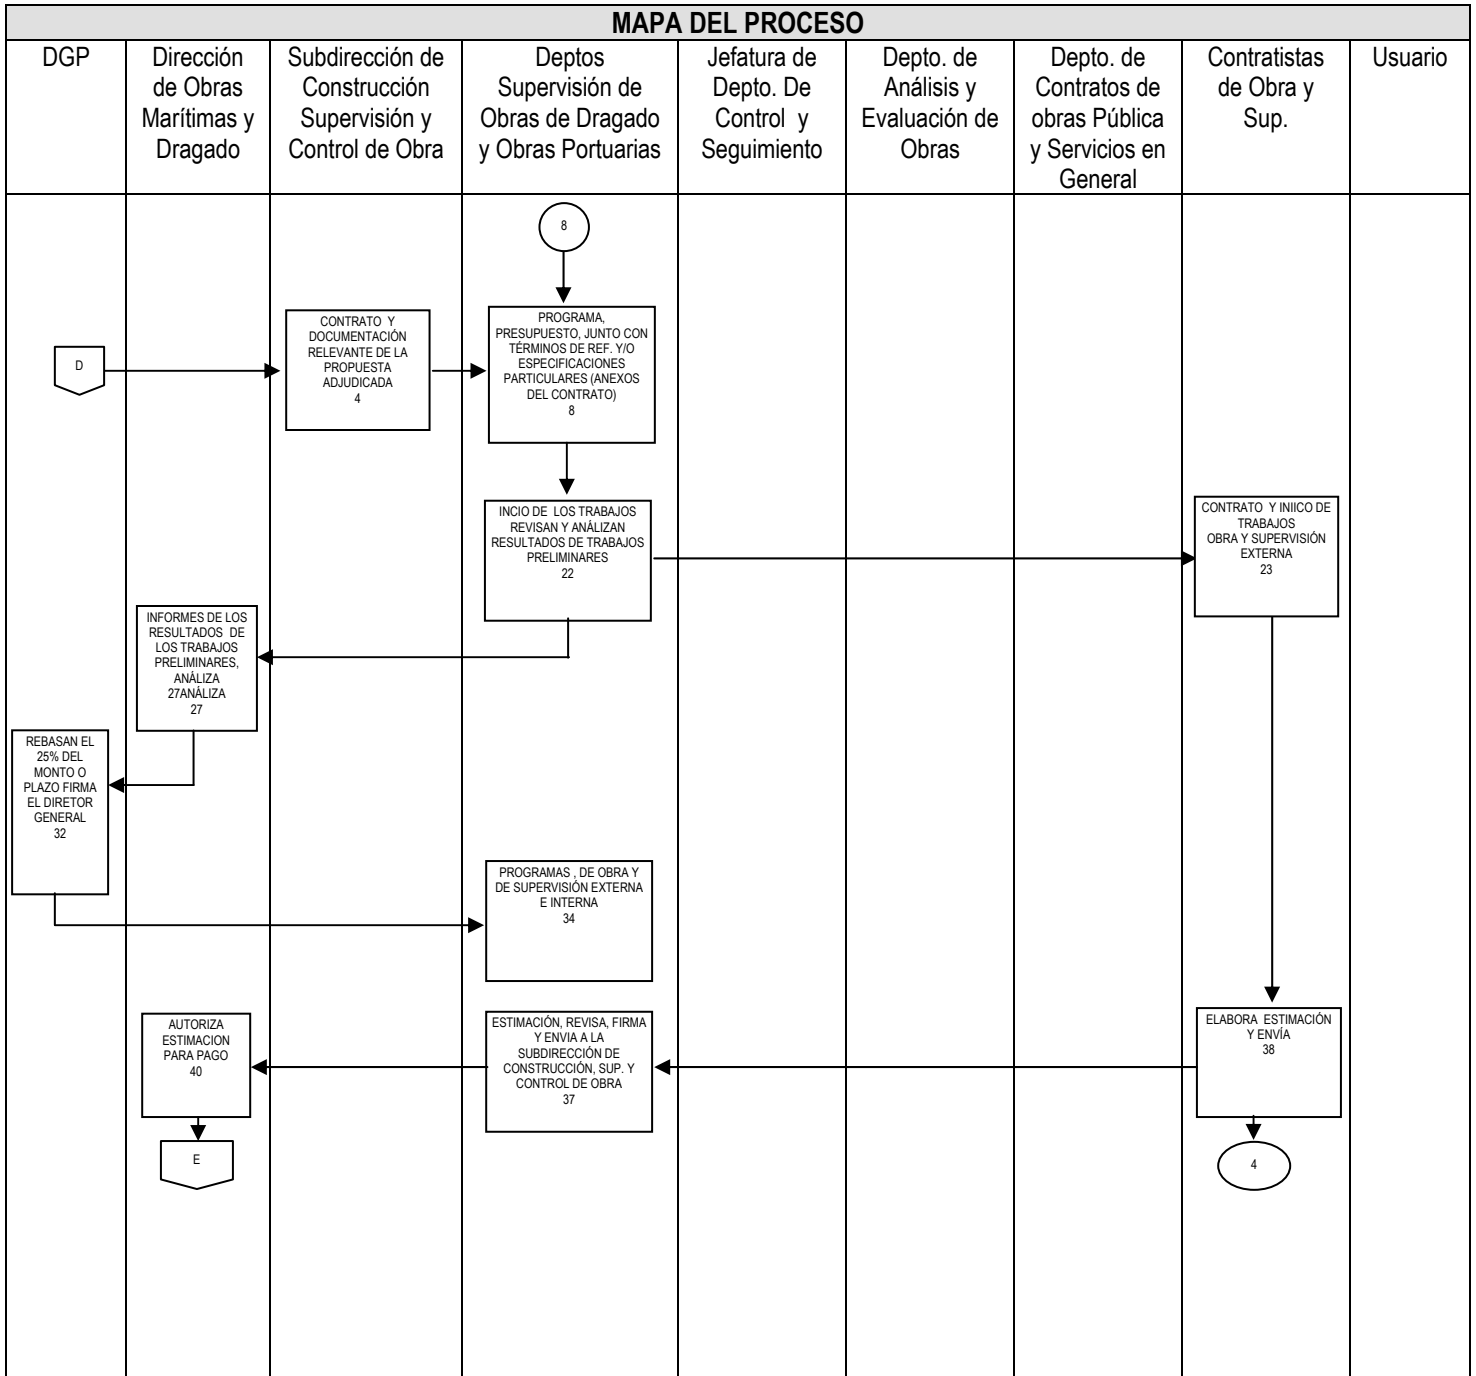 MAPA DEL PROCESO
DGP
Dirección
de Obras
Marítimas y
Dragado
Subdirección de
Construcción
Supervisión y
Control de Obra
Deptos
Supervisión de
Obras de Dragado
y Obras Portuarias
Jefatura de
Depto. De
Control y
Seguimiento
Depto. de
Análisis y
Evaluación de
Obras
Depto. de
Contratos de
obras Pública
y Servicios en
General
Contratistas
de Obra y
Sup.
Usuario
8
D
CONTRATO Y
DOCUMENTACIÓN
RELEVANTE DE LA
PROPUESTA
ADJUDICADA
4
PROGRAMA,
PRESUPUESTO, JUNTO CON
TÉRMINOS DE REF. Y/O
ESPECIFICACIONES
PARTICULARES (ANEXOS
DEL CONTRATO)
8
INCIO DE LOS TRABAJOS
REVISAN Y ANÁLIZAN
RESULTADOS DE TRABAJOS
PRELIMINARES
22
CONTRATO Y INIICO DE
TRABAJOS
OBRA Y SUPERVISIÓN
EXTERNA
23
INFORMES DE LOS
RESULTADOS DE
LOS TRABAJOS
PRELIMINARES,
ANÁLIZA
27ANÁLIZA
27
REBASAN EL
25% DEL
MONTO O
PLAZO FIRMA
EL DIRETOR
GENERAL
32
PROGRAMAS , DE OBRA Y
DE SUPERVISIÓN EXTERNA
E INTERNA
34
AUTORIZA
ESTIMACION
PARA PAGO
40
ESTIMACIÓN, REVISA, FIRMA
Y ENVIA A LA
SUBDIRECCIÓN DE
CONSTRUCCIÓN, SUP. Y
CONTROL DE OBRA
37
ELABORA ESTIMACIÓN
Y ENVÍA
38
E
4